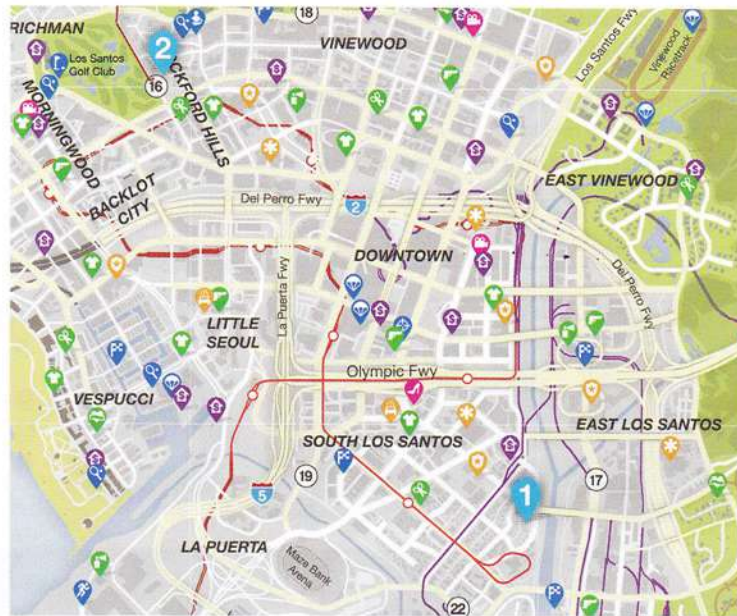 RICHMAN
18
VINEWOOD
2
Los Santos
Golf Club
Los Santos Fwy
Vinewood
Racetrack
16
ROCKFORD HILLS
MORNINGWOOD
BACKLOT
CITY
EAST VINEWOOD
Del Perro Fwy
2
DOWNTOWN
Del Perro Fwy
La Puerta Fwy
LITTLE
SEOUL
Olympic Fwy
VESPUCCI
SOUTH LOS SANTOS
EAST LOS SANTOS
19
17
5
1
LA PUERTA
Maze Bank
Arena
22